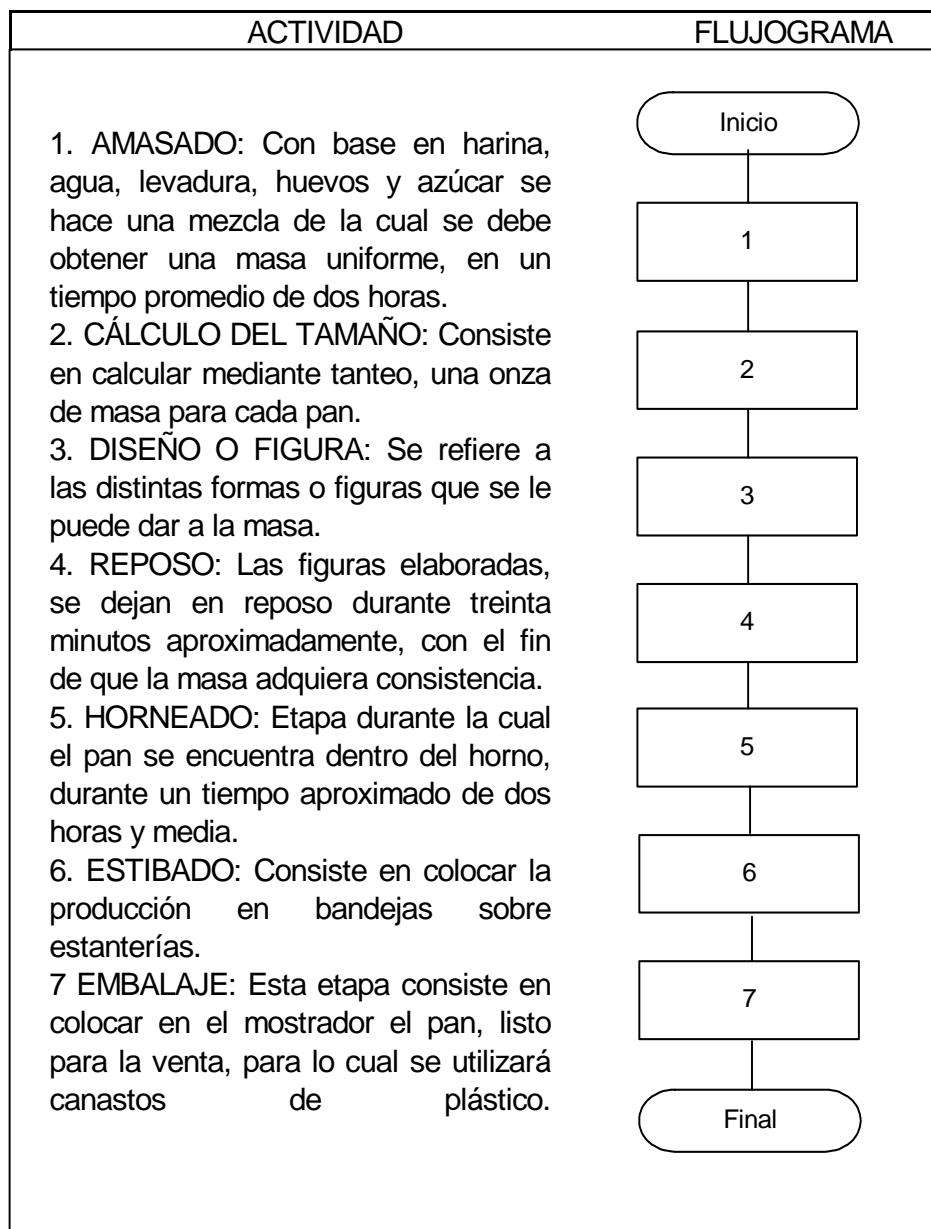 ACTIVIDAD FLUJOGRAMA
1. AMASADO: Con base en harina,
agua, levadura, huevos y azúcar se
hace una mezcla de la cual se debe
obtener una masa uniforme, en un
tiempo promedio de dos horas.
2. CÁLCULO DEL TAMAÑO: Consiste
en calcular mediante tanteo, una onza
de masa para cada pan.
3. DISEÑO O FIGURA: Se refiere a
las distintas formas o figuras que se le
puede dar a la masa.
4. REPOSO: Las figuras elaboradas,
se dejan en reposo durante treinta
minutos aproximadamente, con el fin
de que la masa adquiera consistencia.
5. HORNEADO: Etapa durante la cual
el pan se encuentra dentro del horno,
durante un tiempo aproximado de dos
horas y media.
6. ESTIBADO: Consiste en colocar la
producción en bandejas sobre
estanterías.
7 EMBALAJE: Esta etapa consiste en
colocar en el mostrador el pan, listo
para la venta, para lo cual se utilizará
canastos de plástico.
Inicio
1
2
3
4
5
6
7
Final